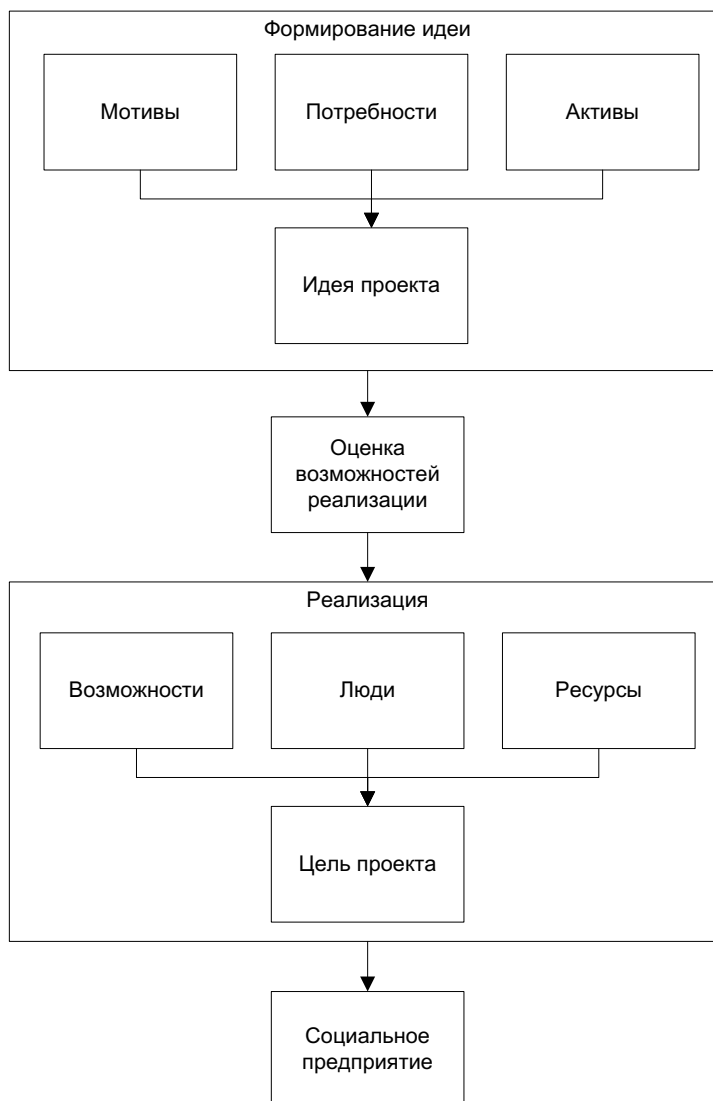 Формирование идеи
Мотивы
Потребности
Активы
Идея проекта
Оценка
возможностей
реализации
Реализация
Возможности
Люди
Ресурсы
Цель проекта
Социальное
предприятие